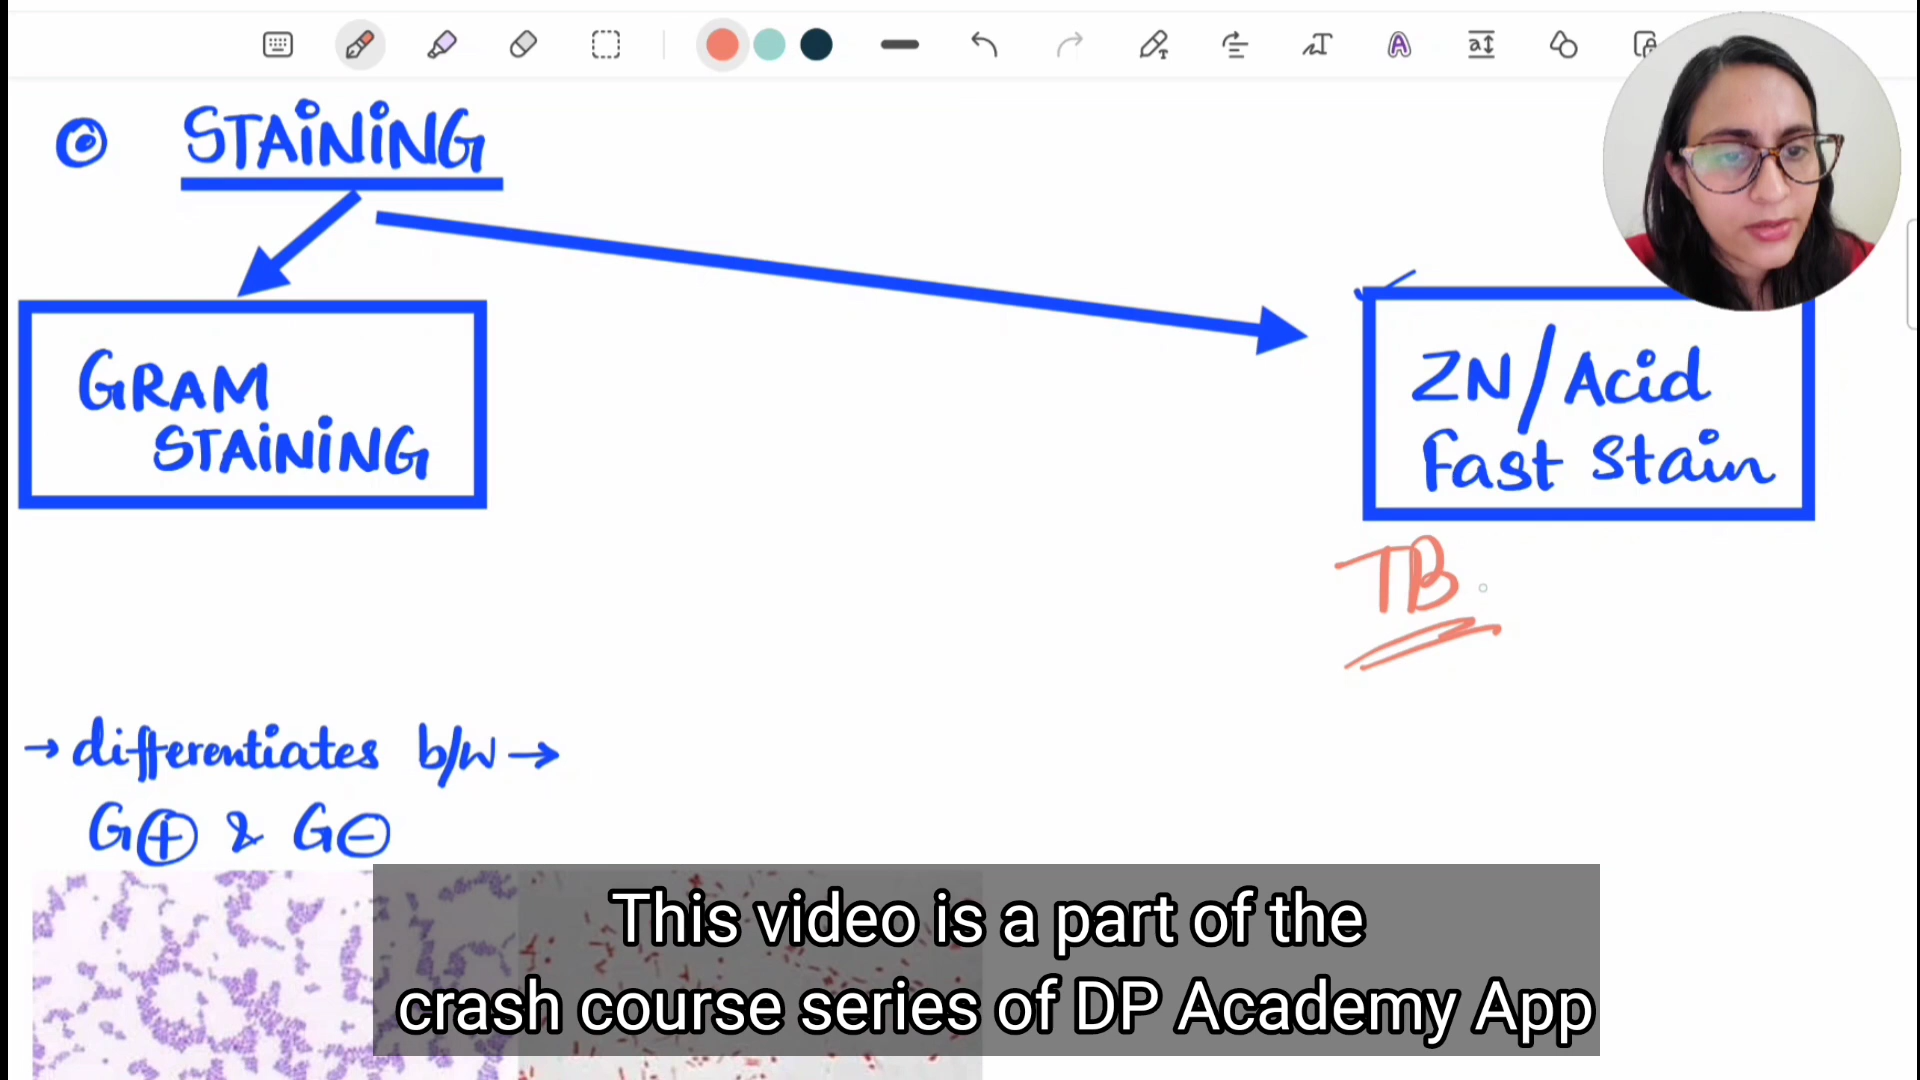 STAINING
GRAM
STAINING
ZN/Acid
Fast Stain
TB
→ differentiates b/w →
G⊕ & G⊖
This video is a part of the
crash course series of DP Academy App